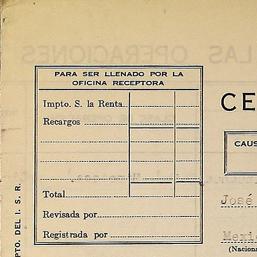 PARA SER LLENADO POR LA
OFICINA RECEPTORA
Impto. S. la Renta
Recargos
Total
Revisada por
Registrada por
CE
CAUS
José
(Nacion
PTO. DEL I. S. R.
LAS OPERACIONES